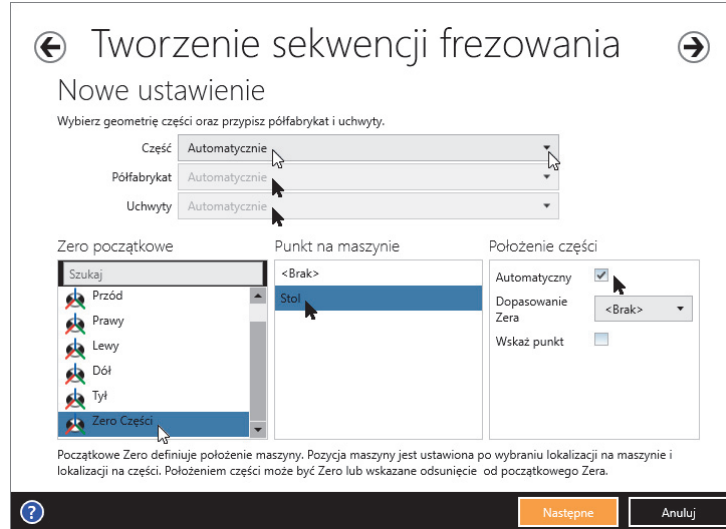 Tworzenie sekwencji frezowania
Nowe ustawienie
Wybierz geometrię części oraz przypisz półfabrykat i uchwyty.
Część Automatycznie
Półfabrykat Automatycznie
Uchwyty Automatycznie
Zero początkowe
Szukaj
Przód
Prawy
Lewy
Dół
Tył
Zero Części
Punkt na maszynie
<Brak>
Stol
Położenie części
Automatyczny
Dopasowanie
Zera
<Brak>
Wskaż punkt
Początkowe Zero definiuje położenie maszyny. Pozycja maszyny jest ustawiona po wybraniu lokalizacji na maszynie i
lokalizacji na części. Położeniem części może być Zero lub wskazane odsunięcie od początkowego Zera.
?
Następne
Anuluj